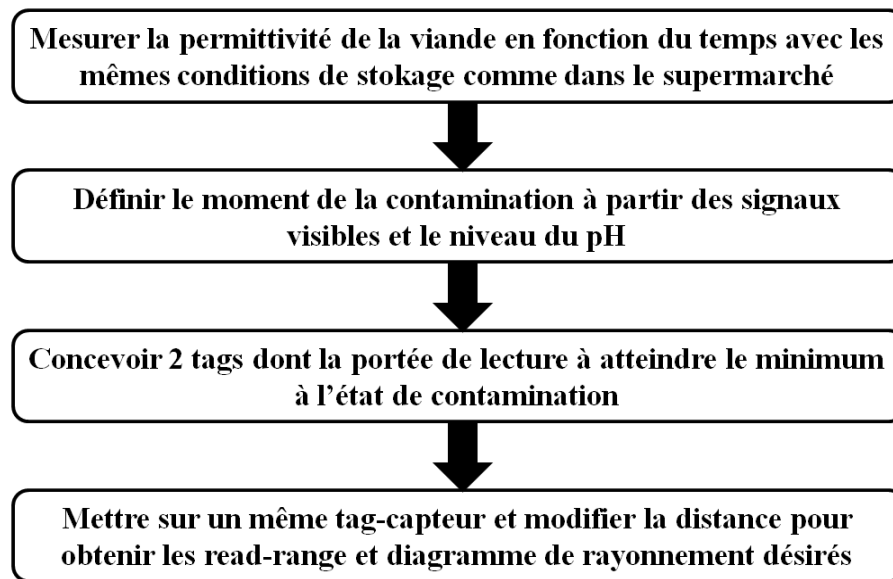 Mesurer la permittivité de la viande en fonction du temps avec les
mêmes conditions de stokage comme dans le supermarché
Définir le moment de la contamination à partir des signaux
visibles et le niveau du pH
Concevoir 2 tags dont la portée de lecture à atteindre le minimum
à l'état de contamination
Mettre sur un même tag-capteur et modifier la distance pour
obtenir les read-range et diagramme de rayonnement désirés